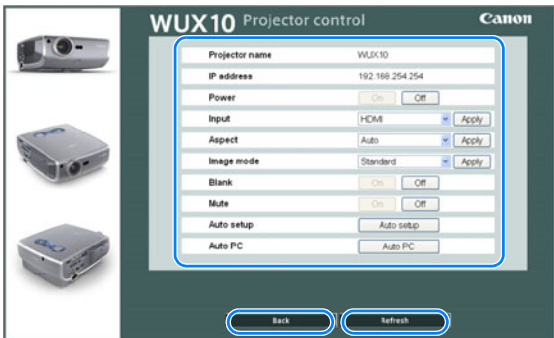 WUX10 Projector control Canon
Projector name WUX10
IP address 192.168.254.254
Power On Off
Input HDMI Apply
Aspect Auto Apply
Image mode Standard Apply
Blank On Off
Mute On Off
Auto setup Auto setup
Auto PC Auto PC
Back Refresh